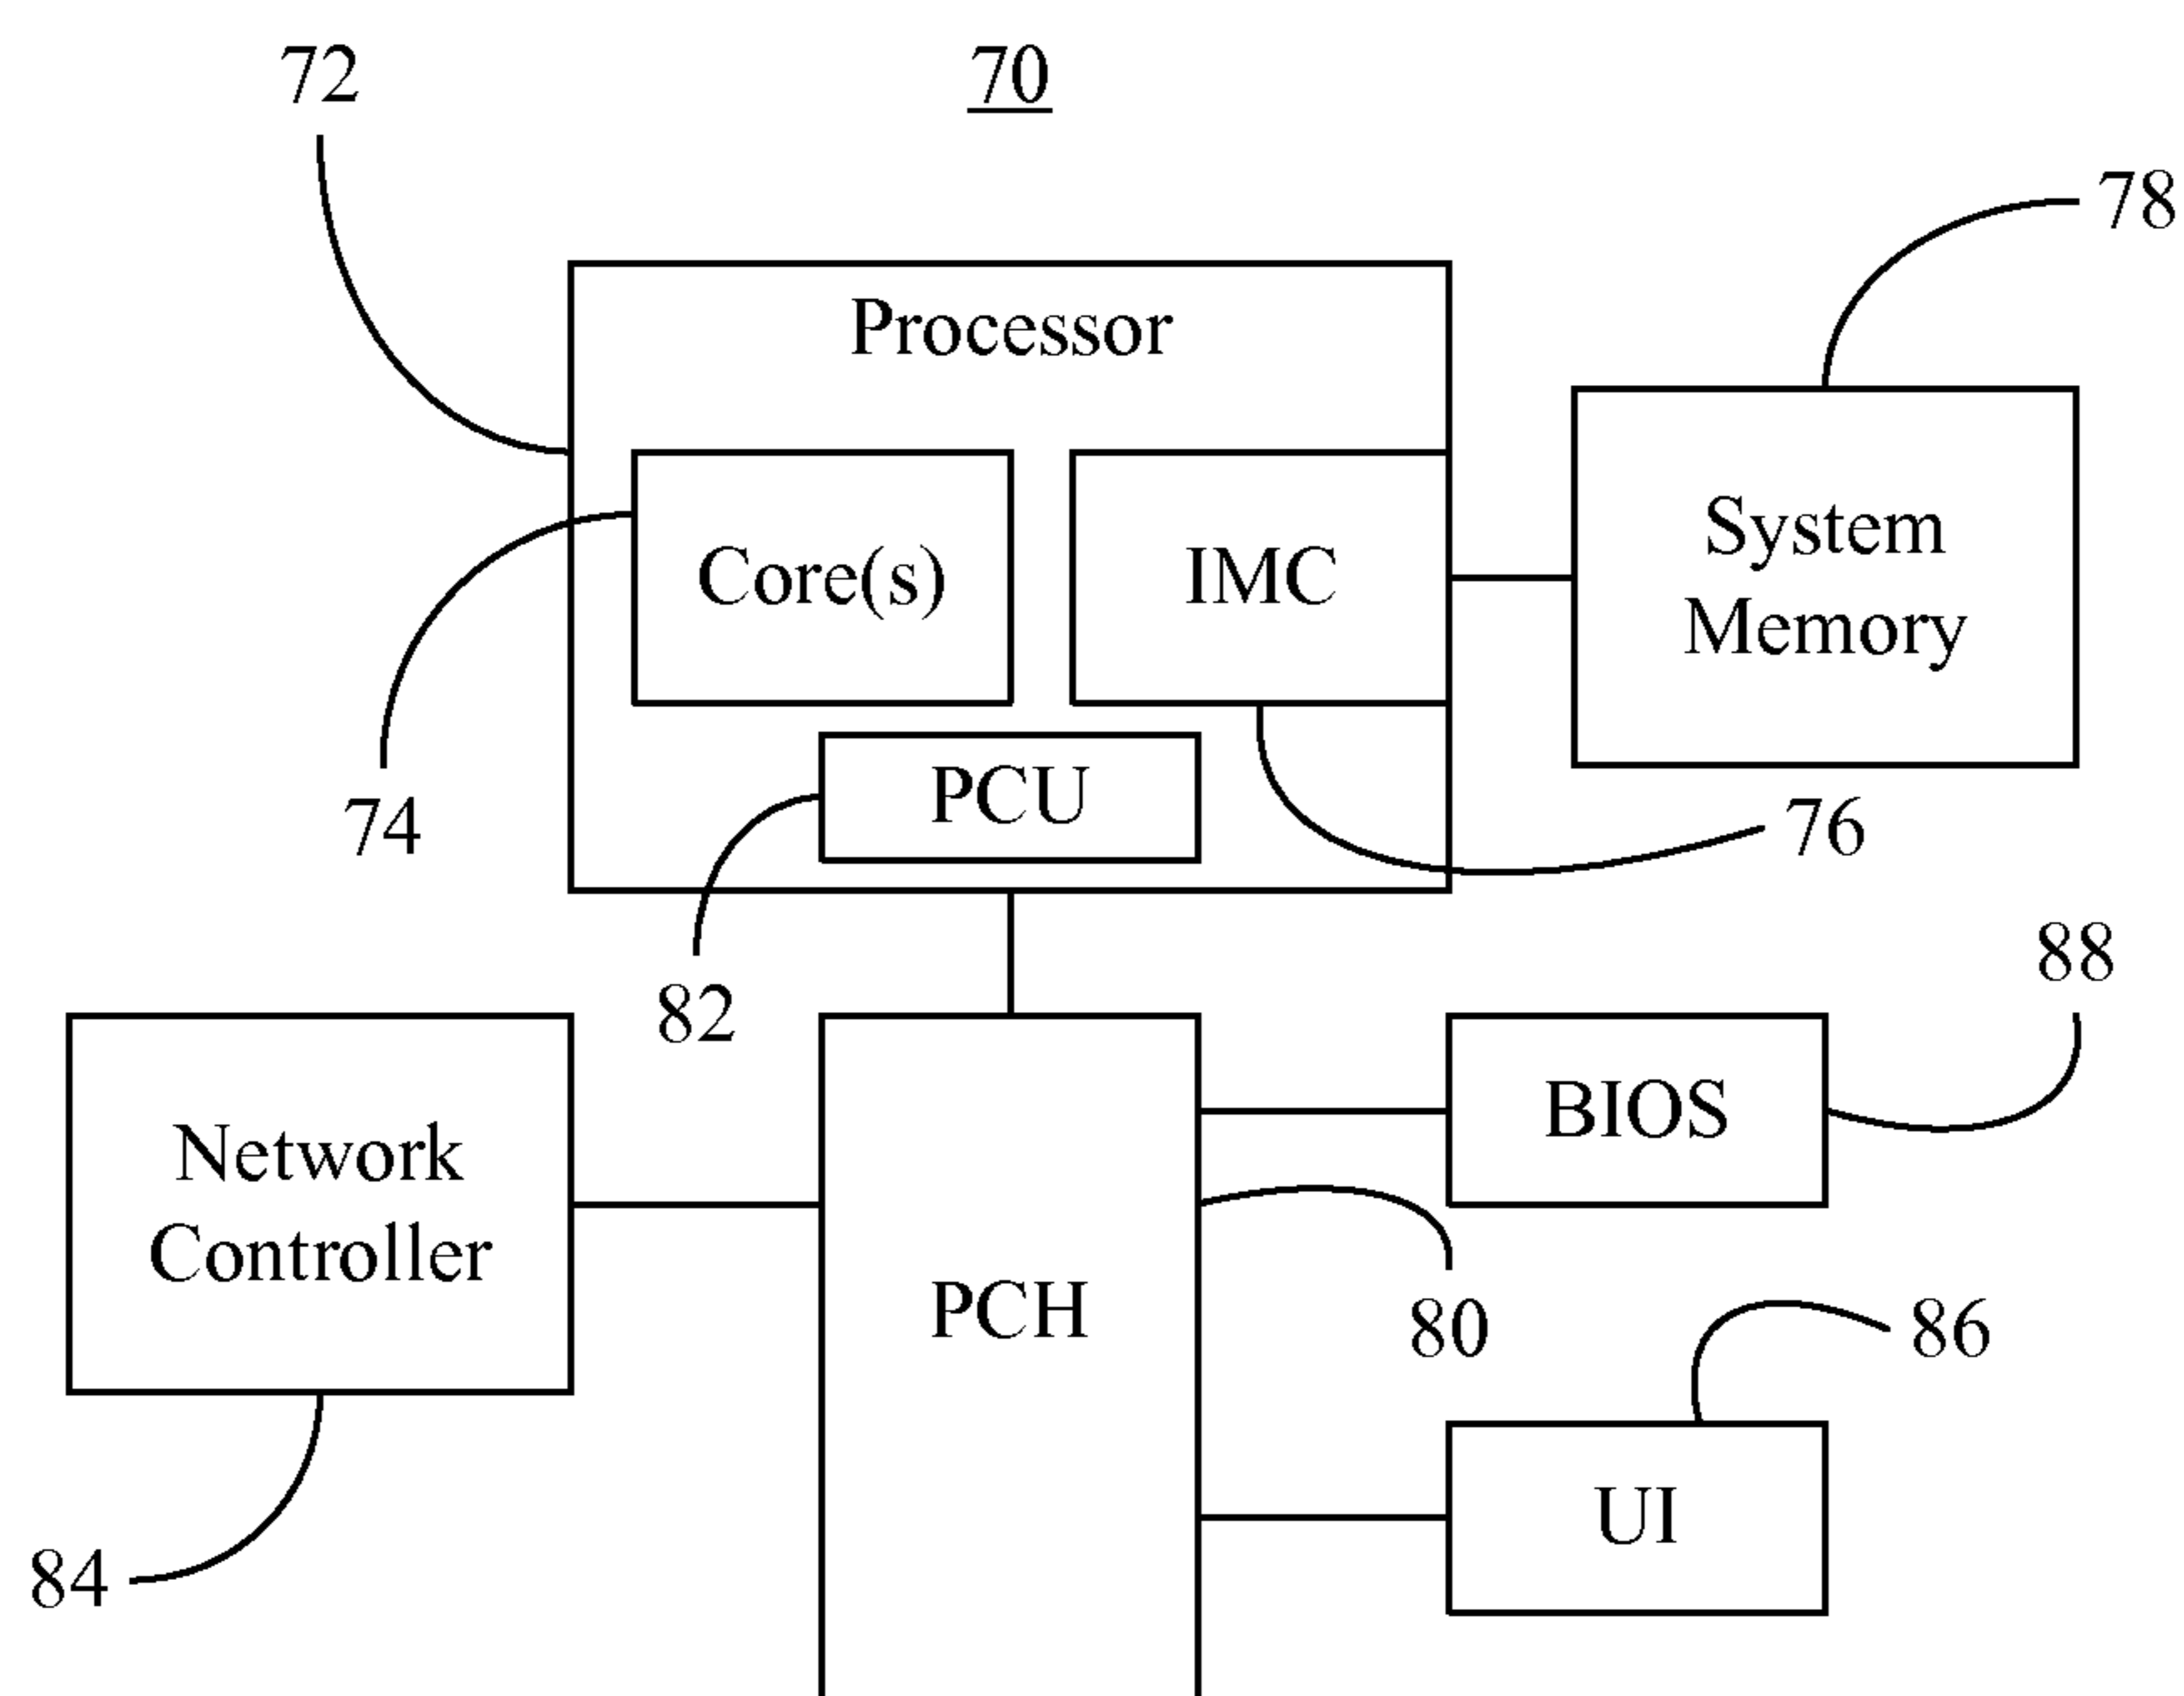 72
70
78
Processor
Core(s)
IMC
System
Memory
PCU
74
76
82
88
Network
Controller
BIOS
PCH
80
86
UI
84